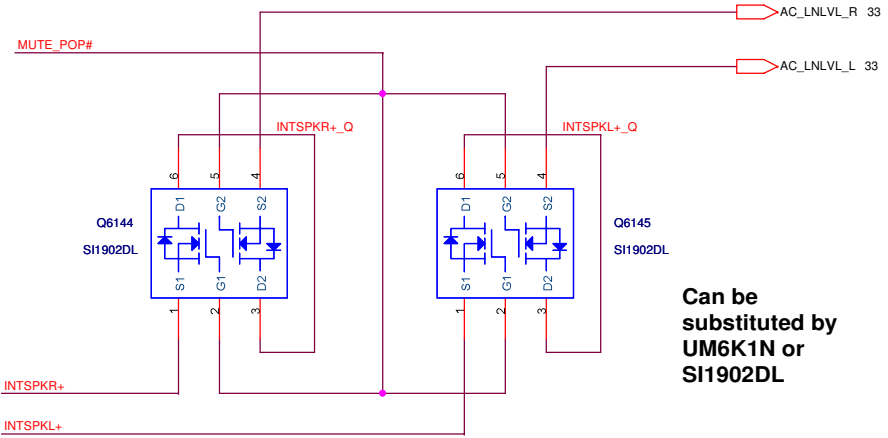 AC_LNLVL_R 33
MUTE_POP#
AC_LNLVL_L 33
INTSPKR+_Q
INTSPKL+_Q
6 5 4
6 5 4
D1 G2 S2
D1 G2 S2
Q6144
SI1902DL
Q6145
SI1902DL
S1 G1 D2
S1 G1 D2
1 2 3
1 2 3
Can be
substituted by
UM6K1N or
SI1902DL
INTSPKR+
INTSPKL+